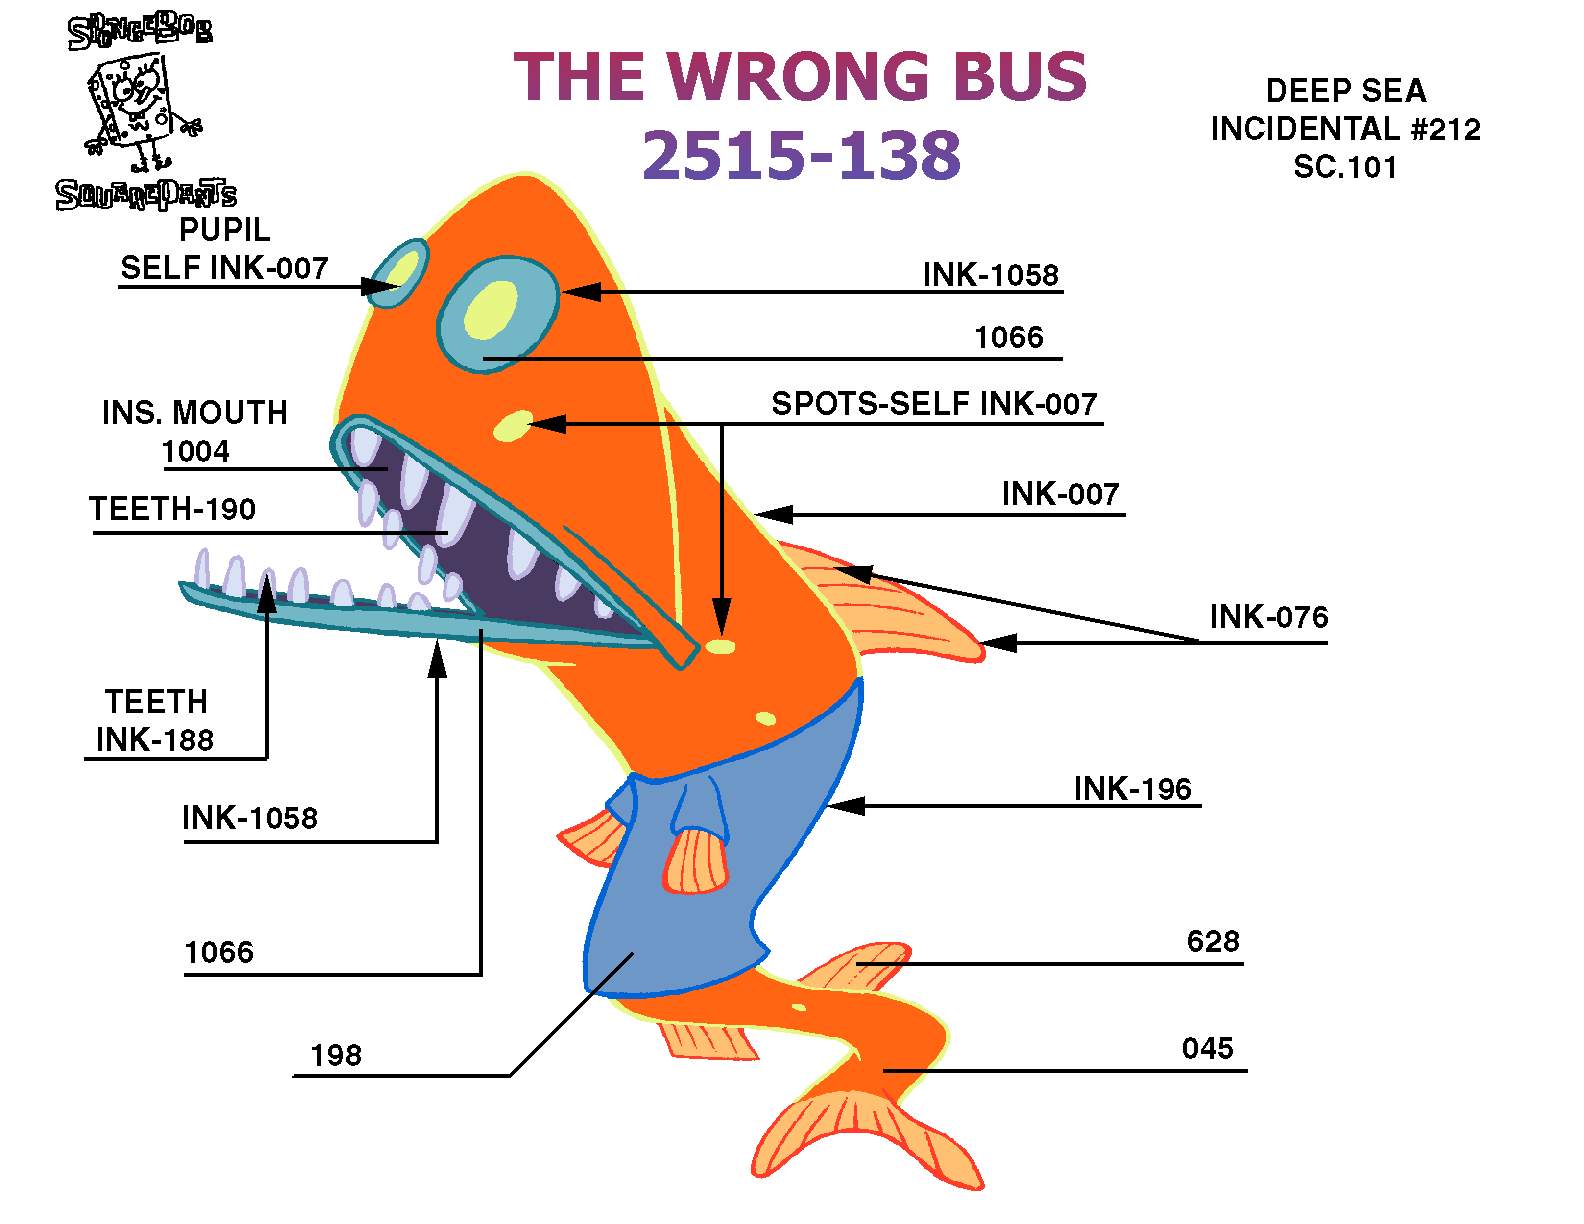 SPONGEBOB
SQUAREPANTS
THE WRONG BUS
2515-138
DEEP SEA
INCIDENTAL #212
SC.101
PUPIL
SELF INK-007
INK-1058
1066
INS. MOUTH
1004
SPOTS-SELF INK-007
TEETH-190
INK-007
INK-076
TEETH
INK-188
INK-1058
INK-196
1066
628
198
045